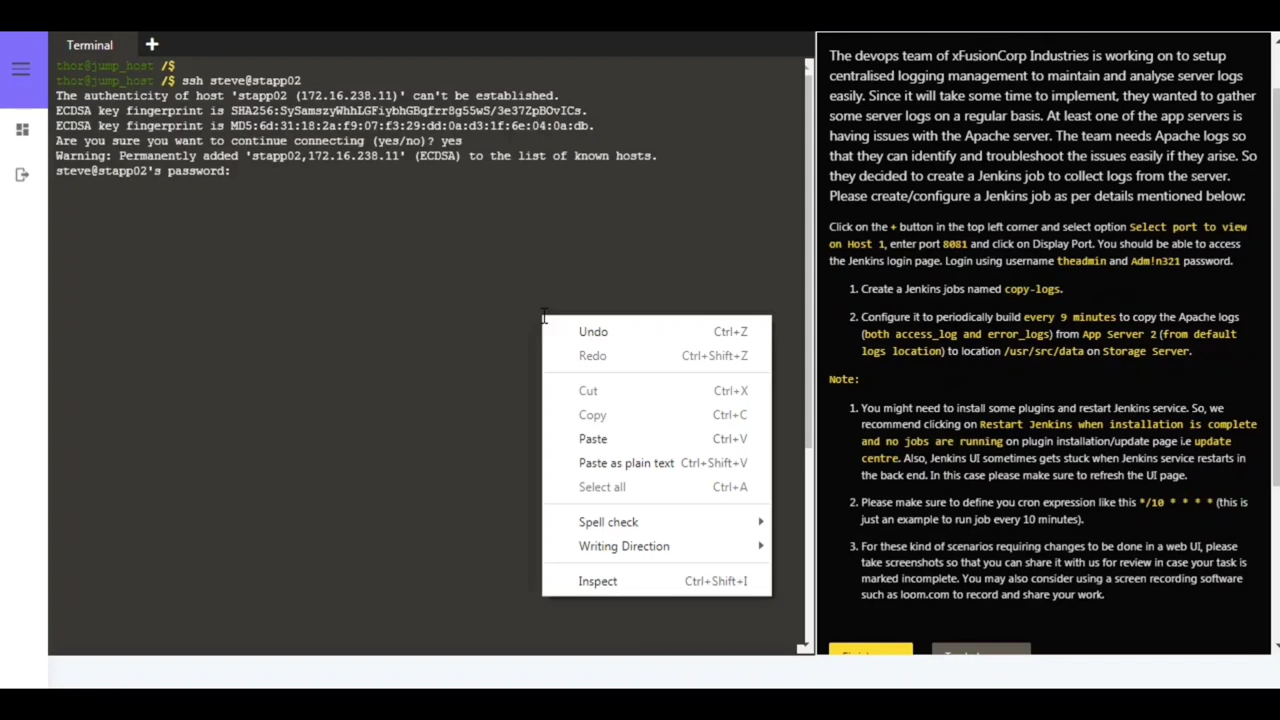 Terminal
+
thor@jump_host /$
thor@jump_host /$ ssh steve@stapp02
The authenticity of host 'stapp02 (172.16.238.11)' can't be established.
ECDSA key fingerprint is SHA256:SySamszyWhhLGFiybhGBqfrr8g55wS/3e37ZpBOvICs.
ECDSA key fingerprint is MD5:6d:31:18:2a:f9:07:f3:29:dd:0a:d3:1f:6e:04:0a:db.
Are you sure you want to continue connecting (yes/no)? yes
Warning: Permanently added 'stapp02,172.16.238.11' (ECDSA) to the list of known hosts.
steve@stapp02's password:
Undo Ctrl+Z
Redo Ctrl+Shift+Z
Cut Ctrl+X
Copy Ctrl+C
Paste Ctrl+V
Paste as plain text Ctrl+Shift+V
Select all Ctrl+A
Spell check
Writing Direction
Inspect Ctrl+Shift+I
The devops team of xFusionCorp Industries is working on to setup
centralised logging management to maintain and analyse server logs
easily. Since it will take some time to implement, they wanted to gather
some server logs on a regular basis. At least one of the app servers is
having issues with the Apache server. The team needs Apache logs so
that they can identify and troubleshoot the issues easily if they arise. So
they decided to create a Jenkins job to collect logs from the server.
Please create/configure a Jenkins job as per details mentioned below:
Click on the + button in the top left corner and select option Select port to view
on Host 1, enter port 8081 and click on Display Port. You should be able to access
the Jenkins login page. Login using username theadmin and Adm!n321 password.
1. Create a Jenkins jobs named copy-logs.
2. Configure it to periodically build every 9 minutes to copy the Apache logs
(both access_log and error_logs) from App Server 2 (from default
logs location) to location /usr/src/data on Storage Server.
Note:
1. You might need to install some plugins and restart Jenkins service. So, we
recommend clicking on Restart Jenkins when installation is complete
and no jobs are running on plugin installation/update page i.e update
centre. Also, Jenkins UI sometimes gets stuck when Jenkins service restarts in
the back end. In this case please make sure to refresh the UI page.
2. Please make sure to define you cron expression like this */10 * * * * (this is
just an example to run job every 10 minutes).
3. For these kind of scenarios requiring changes to be done in a web UI, please
take screenshots so that you can share it with us for review in case your task is
marked incomplete. You may also consider using a screen recording software
such as loom.com to record and share your work.